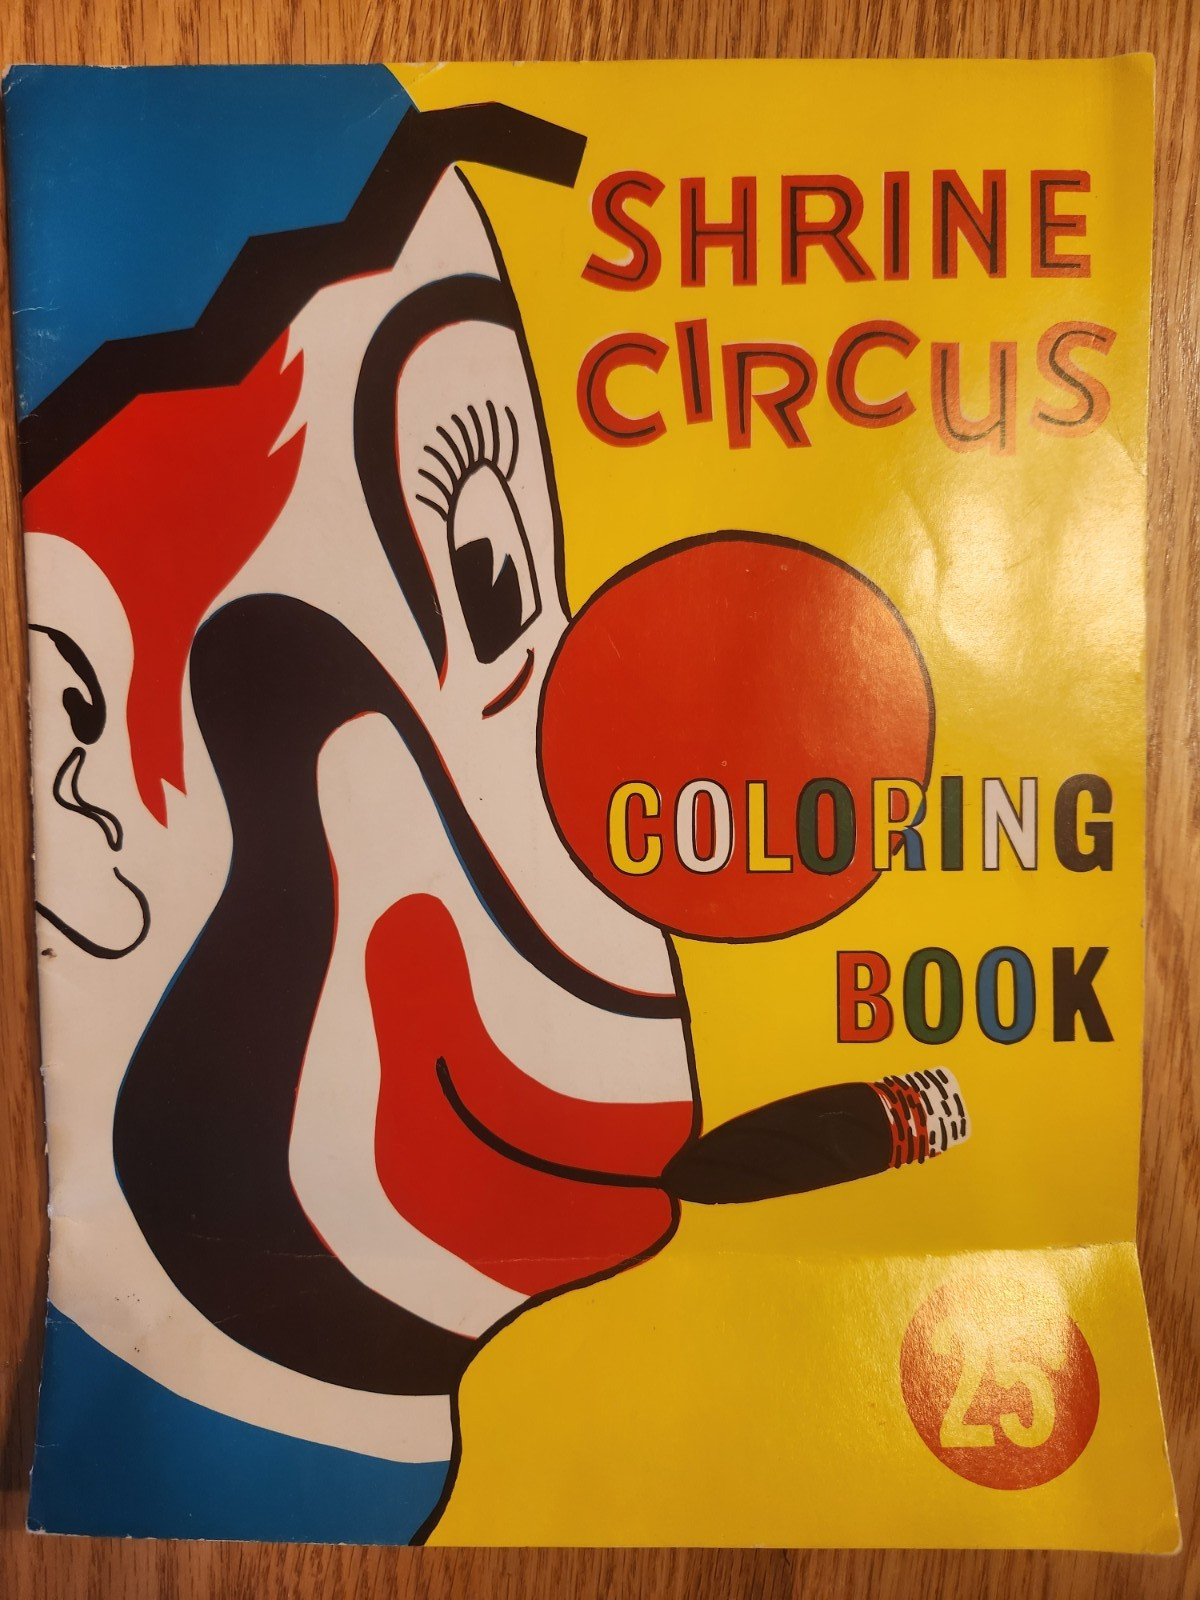 SHRINE
CIRCUS
COLORING
BOOK
25